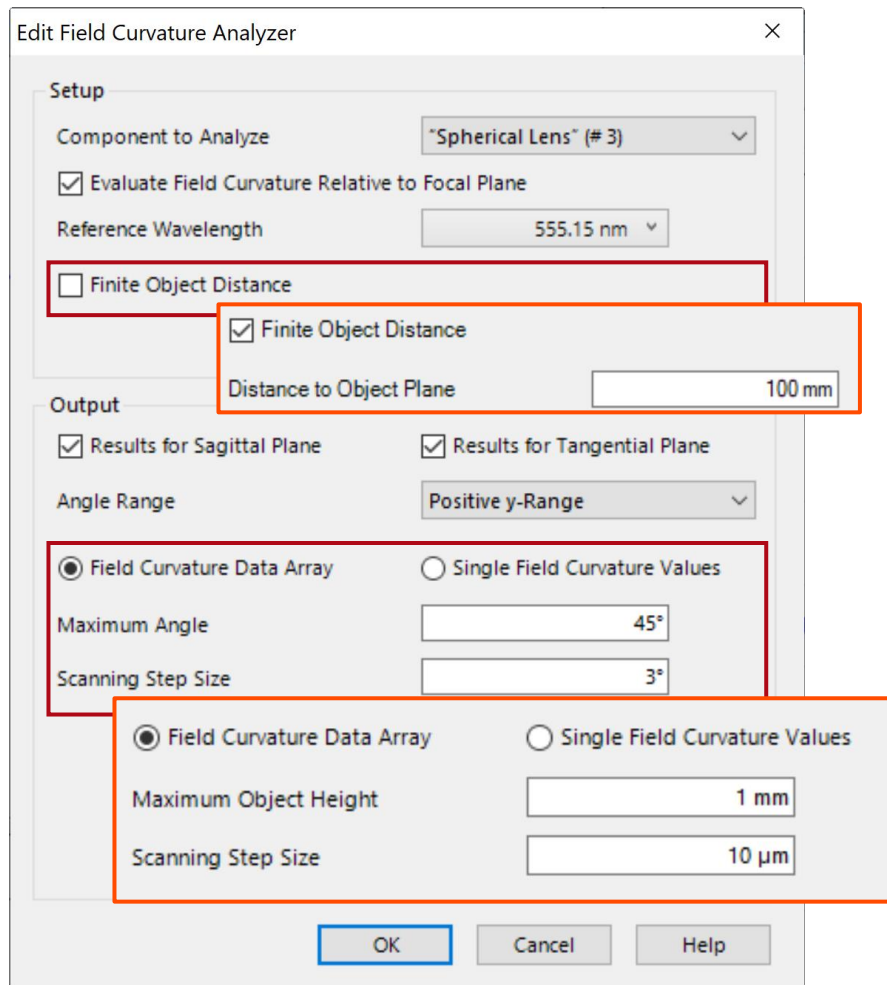 Edit Field Curvature Analyzer
Setup
Component to Analyze "Spherical Lens" (# 3)
Evaluate Field Curvature Relative to Focal Plane
Reference Wavelength 555.15 nm
Finite Object Distance
Finite Object Distance
Distance to Object Plane 100 mm
Output
Results for Sagittal Plane Results for Tangential Plane
Angle Range Positive y-Range
Field Curvature Data Array Single Field Curvature Values
Maximum Angle 45°
Scanning Step Size 3°
Field Curvature Data Array Single Field Curvature Values
Maximum Object Height 1 mm
Scanning Step Size 10 µm
OK Cancel Help